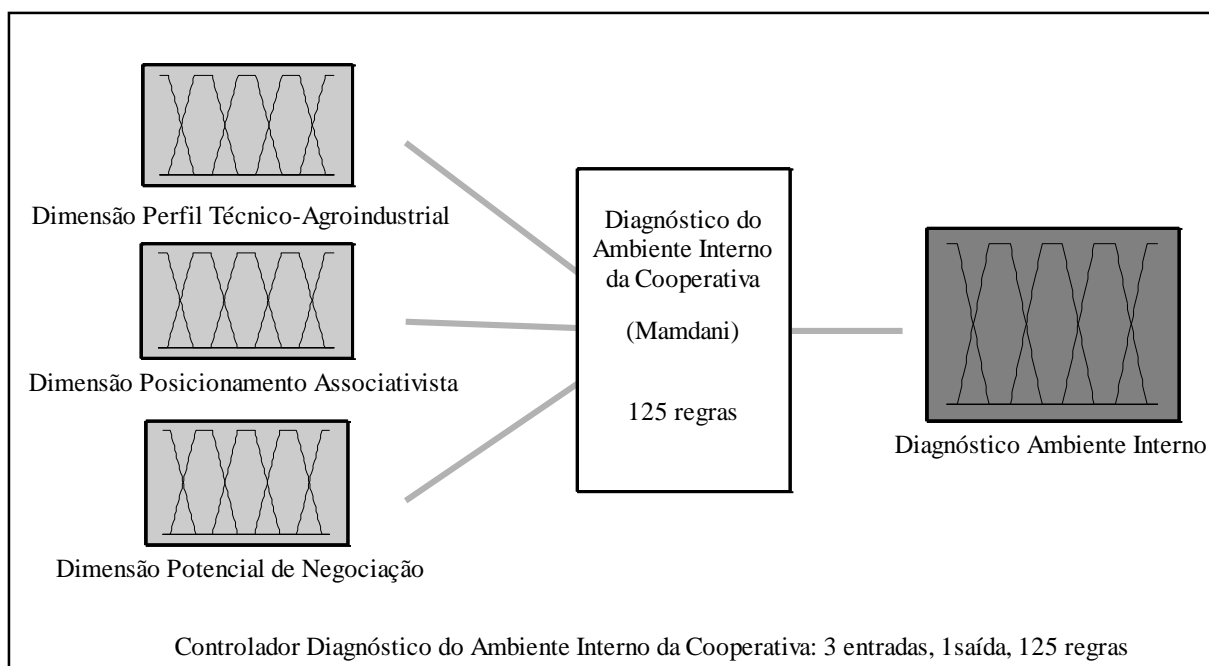 Dimensão Perfil Técnico-Agroindustrial
Dimensão Posicionamento Associativista
Dimensão Potencial de Negociação
Diagnóstico do
Ambiente Interno
da Cooperativa
(Mamdani)
125 regras
Diagnóstico Ambiente Interno
Controlador Diagnóstico do Ambiente Interno da Cooperativa: 3 entradas, 1saída, 125 regras